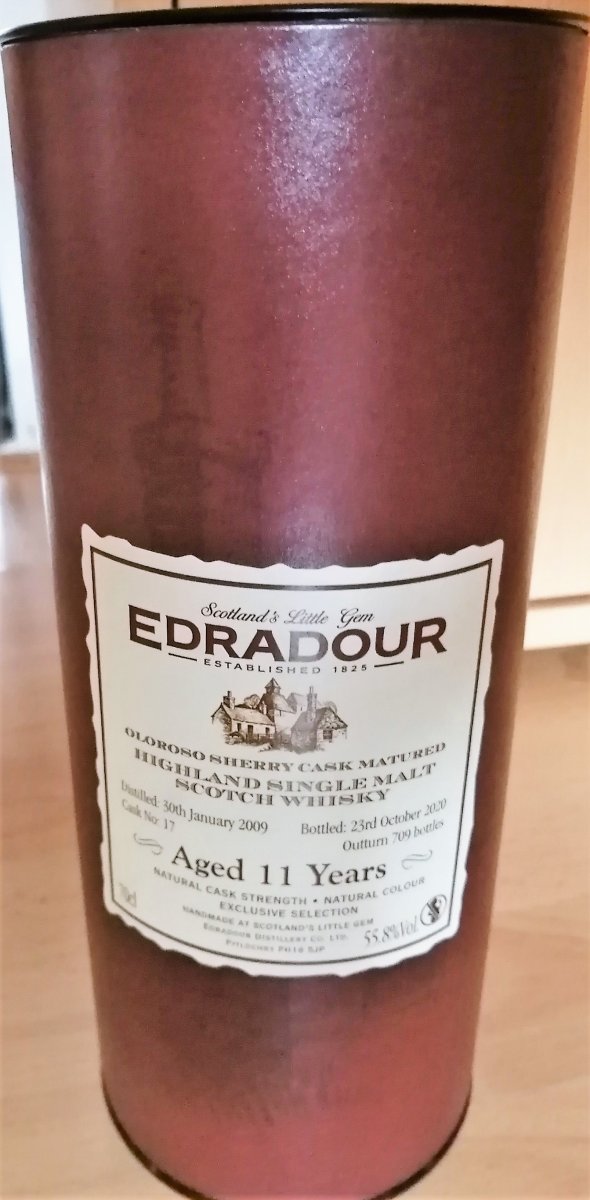 Scotland's Little Gem
EDRADOUR
ESTABLISHED 1825
OLOROSO SHERRY CASK MATURED
HIGHLAND SINGLE MALT
SCOTCH WHISKY
Distilled: 30th January 2009
Bottled: 23rd October 2020
Cask No: 17
Outturn 709 bottles
Aged 11 Years
NATURAL CASK STRENGTH • NATURAL COLOUR
EXCLUSIVE SELECTION
HANDMADE AT SCOTLAND'S LITTLE GEM
EDRADOUR DISTILLERY CO. LTD.
PITLOCHRY PH16 5JP
70cl
55.8%Vol.